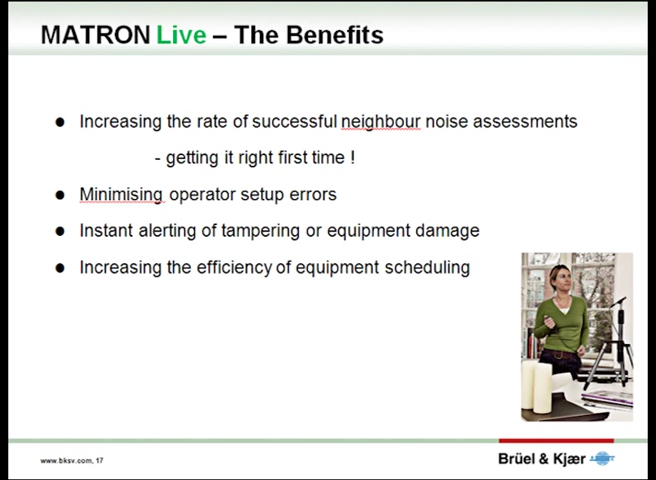 MATRON Live – The Benefits
● Increasing the rate of successful neighbour noise assessments
- getting it right first time !
● Minimising operator setup errors
● Instant alerting of tampering or equipment damage
● Increasing the efficiency of equipment scheduling
www.bksv.com, 17
Brüel & Kjær